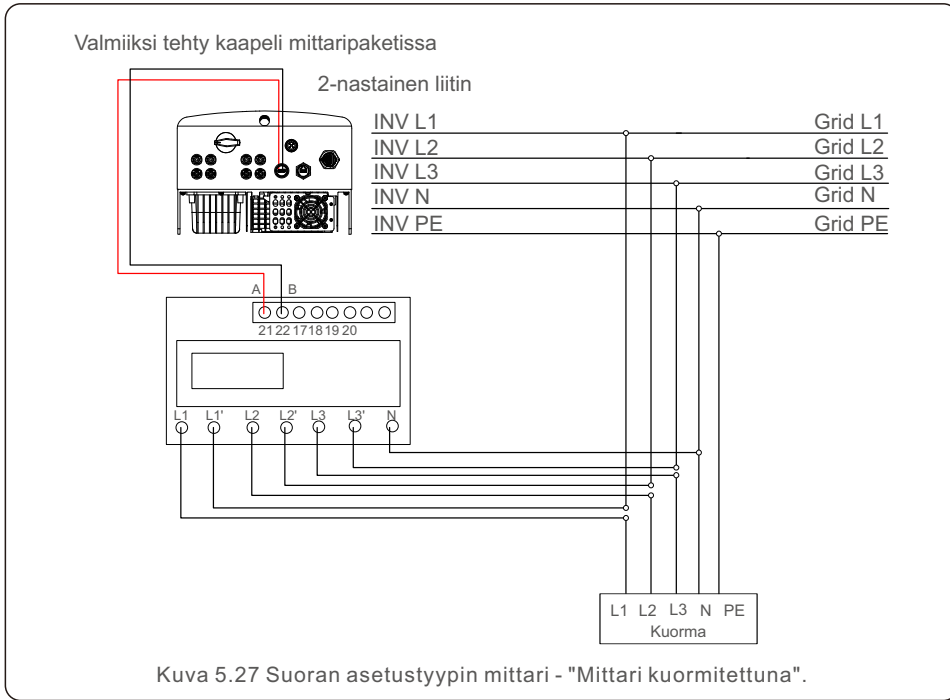 Valmiiksi tehty kaapeli mittaripaketissa
2-nastainen liitin
INV L1 Grid L1
INV L2 Grid L2
INV L3 Grid L3
INV N Grid N
INV PE Grid PE
A B
21 22 17 18 19 20
L1 L1' L2 L2' L3 L3' N
L1 L2 L3 N PE
Kuorma
Kuva 5.27 Suoran asetustyypin mittari - "Mittari kuormitettuna".